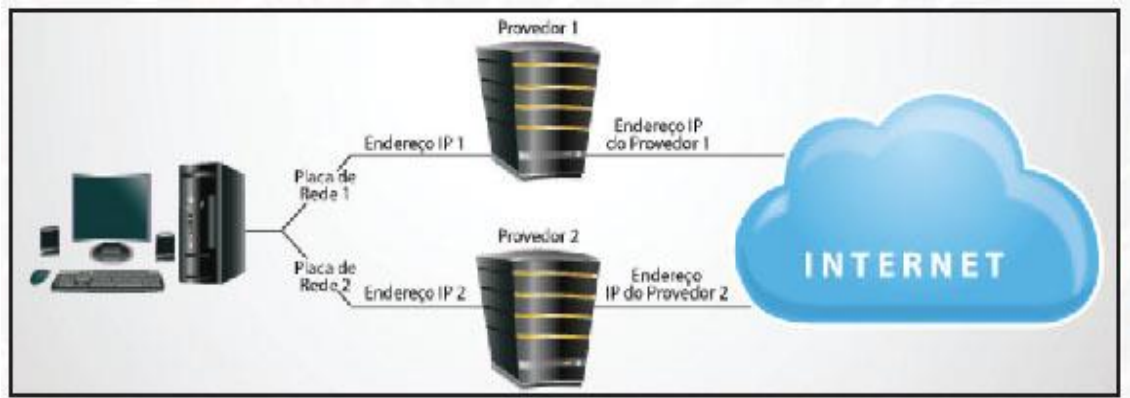 Provedor 1
Endereço IP 1
Endereço IP
do Provedor 1
Placa de
Rede 1
INTERNET
Provedor 2
Placa de
Rede 2
Endereço IP 2
Endereço
IP do Provedor 2